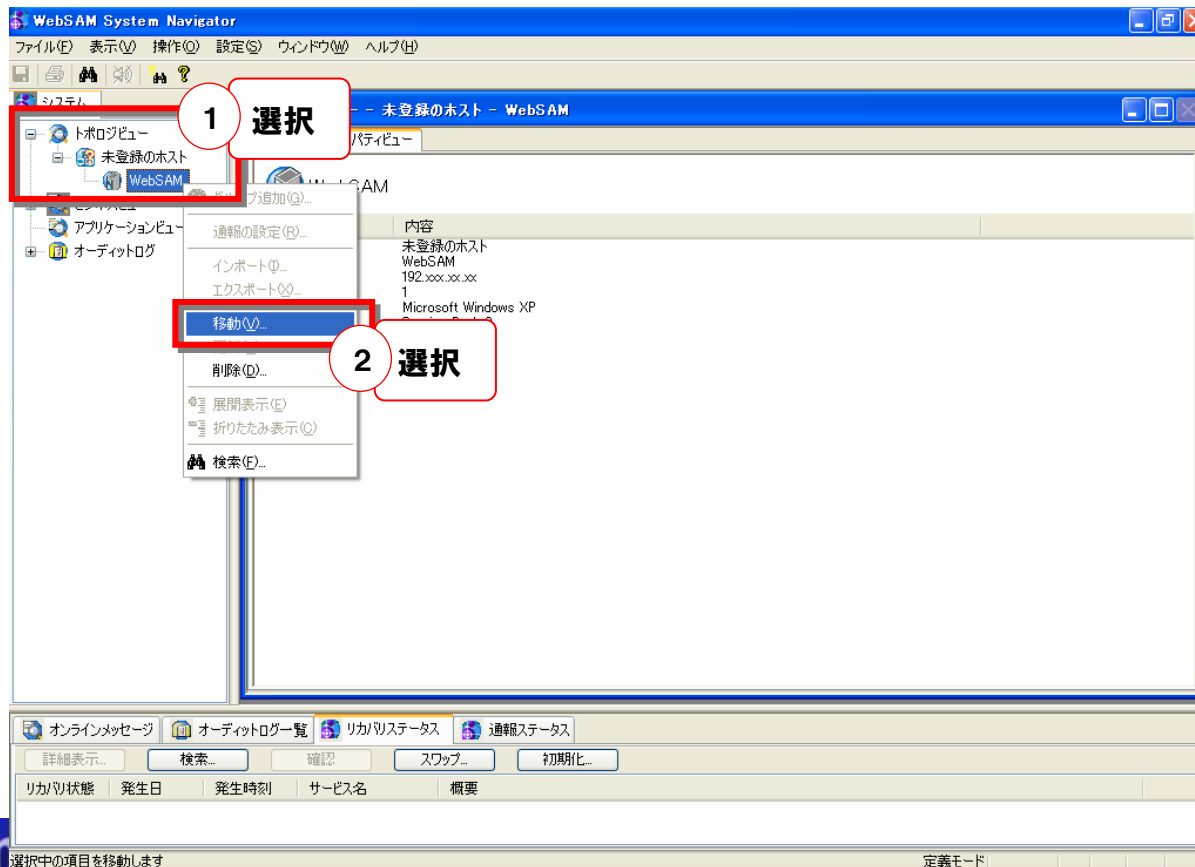 WebSAM System Navigator
ファイル(F) 表示(V) 操作(O) 設定(S) ウィンドウ(W) ヘルプ(H)
システム
1 選択
- 未登録のホスト - WebSAM
トポロジビュー
未登録のホスト
WebSAM
アプリケーションビュー
オーディットログ
パティビュー
AM
プ追加(G)...
通報の設定(R)...
インポート(I)...
エクスポート(X)...
移動(V)...
2 選択
削除(D)...
展開表示(E)
折りたたみ表示(C)
検索(F)...
内容
未登録のホスト
WebSAM
192.xxx.xx.xx
1
Microsoft Windows XP
オンラインメッセージ オーディットログ一覧 リカバリステータス 通報ステータス
詳細表示... 検索... 確認 スワップ... 初期化...
リカバリ状態 発生日 発生時刻 サービス名 概要
選択中の項目を移動します 定義モード